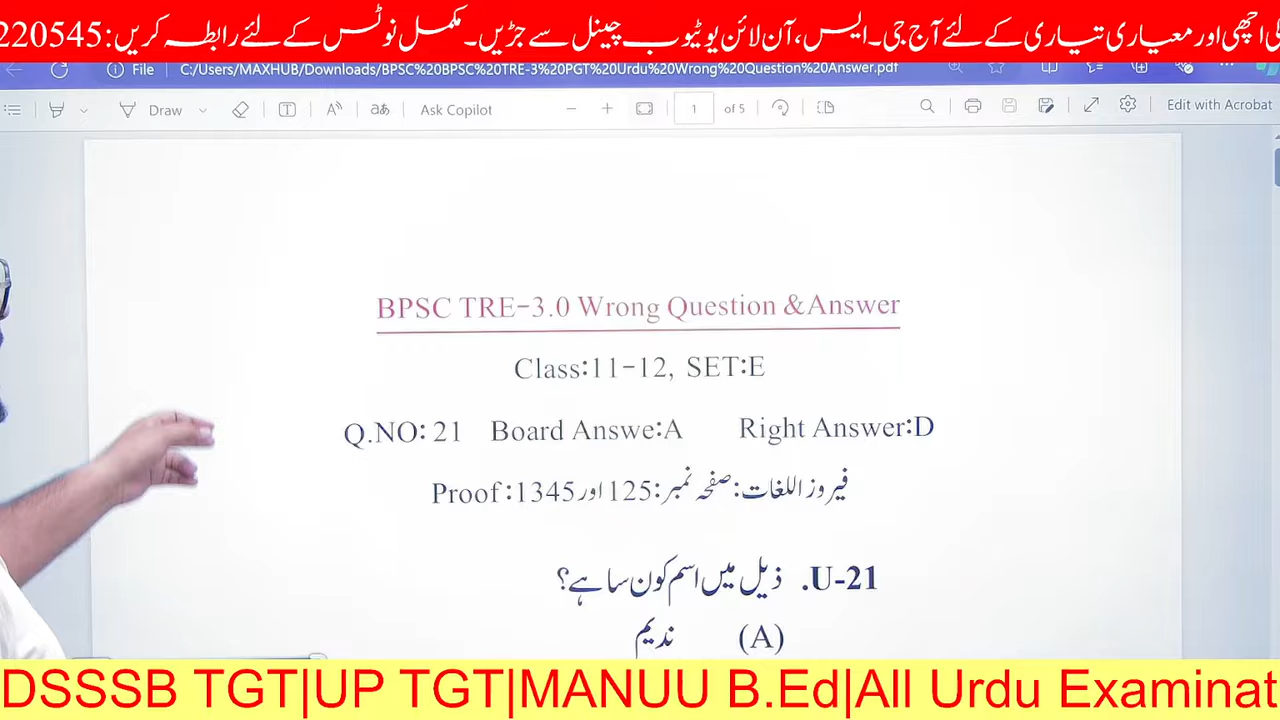 اچھی اور معیاری تیاری کے لئے آج جی۔ایس، آن لائن یوٹیوب چینل سے جڑیں۔ مکمل نوٹس کے لئے رابطہ کریں: 220545
File C:/Users/MAXHUB/Downloads/BPSC%20BPSC%20TRE-3%20PGT%20Urdu%20Wrong%20Question%20Answer.pdf
Draw aあ Ask Copilot 1 of 5 Edit with Acrobat
BPSC TRE-3.0 Wrong Question &Answer
Class:11-12, SET:E
Q.NO: 21 Board Answe:A Right Answer:D
Proof :فیروز اللغات: صفحہ نمبر: 125 اور 1345
U-21. ذیل میں اسم کون سا ہے؟
(A) ندیم
DSSSB TGT|UP TGT|MANUU B.Ed|All Urdu Examinat